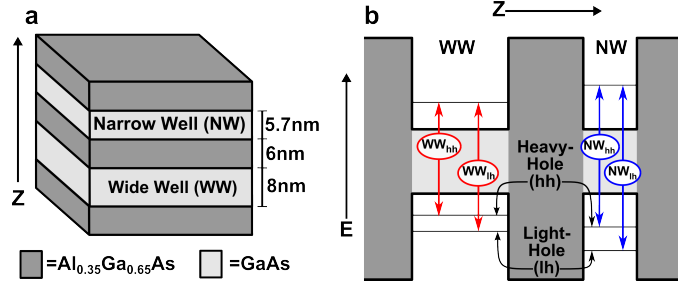 a
Z
Narrow Well (NW)
5.7nm
6nm
Wide Well (WW)
8nm
=Al₀.₃₅Ga₀.₆₅As
=GaAs
b
Z
WW
NW
E
WWhh
WWlh
Heavy-
Hole
(hh)
NWhh
NWlh
Light-
Hole
(lh)